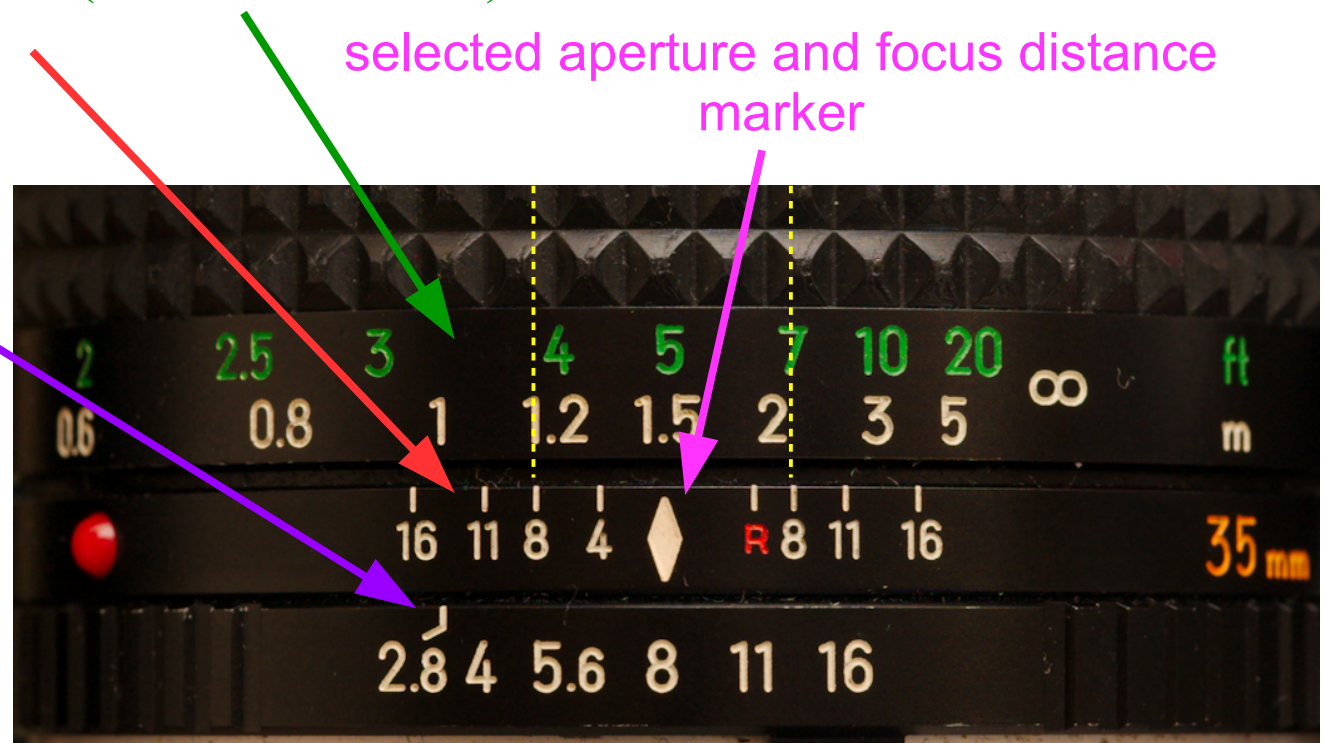 selected aperture and focus distance
marker
2 2.5 3 4 5 7 10 20 ∞ ft
0.6 0.8 1 1.2 1.5 2 3 5 m
16 11 8 4 R 8 11 16 35 mm
2.8 4 5.6 8 11 16